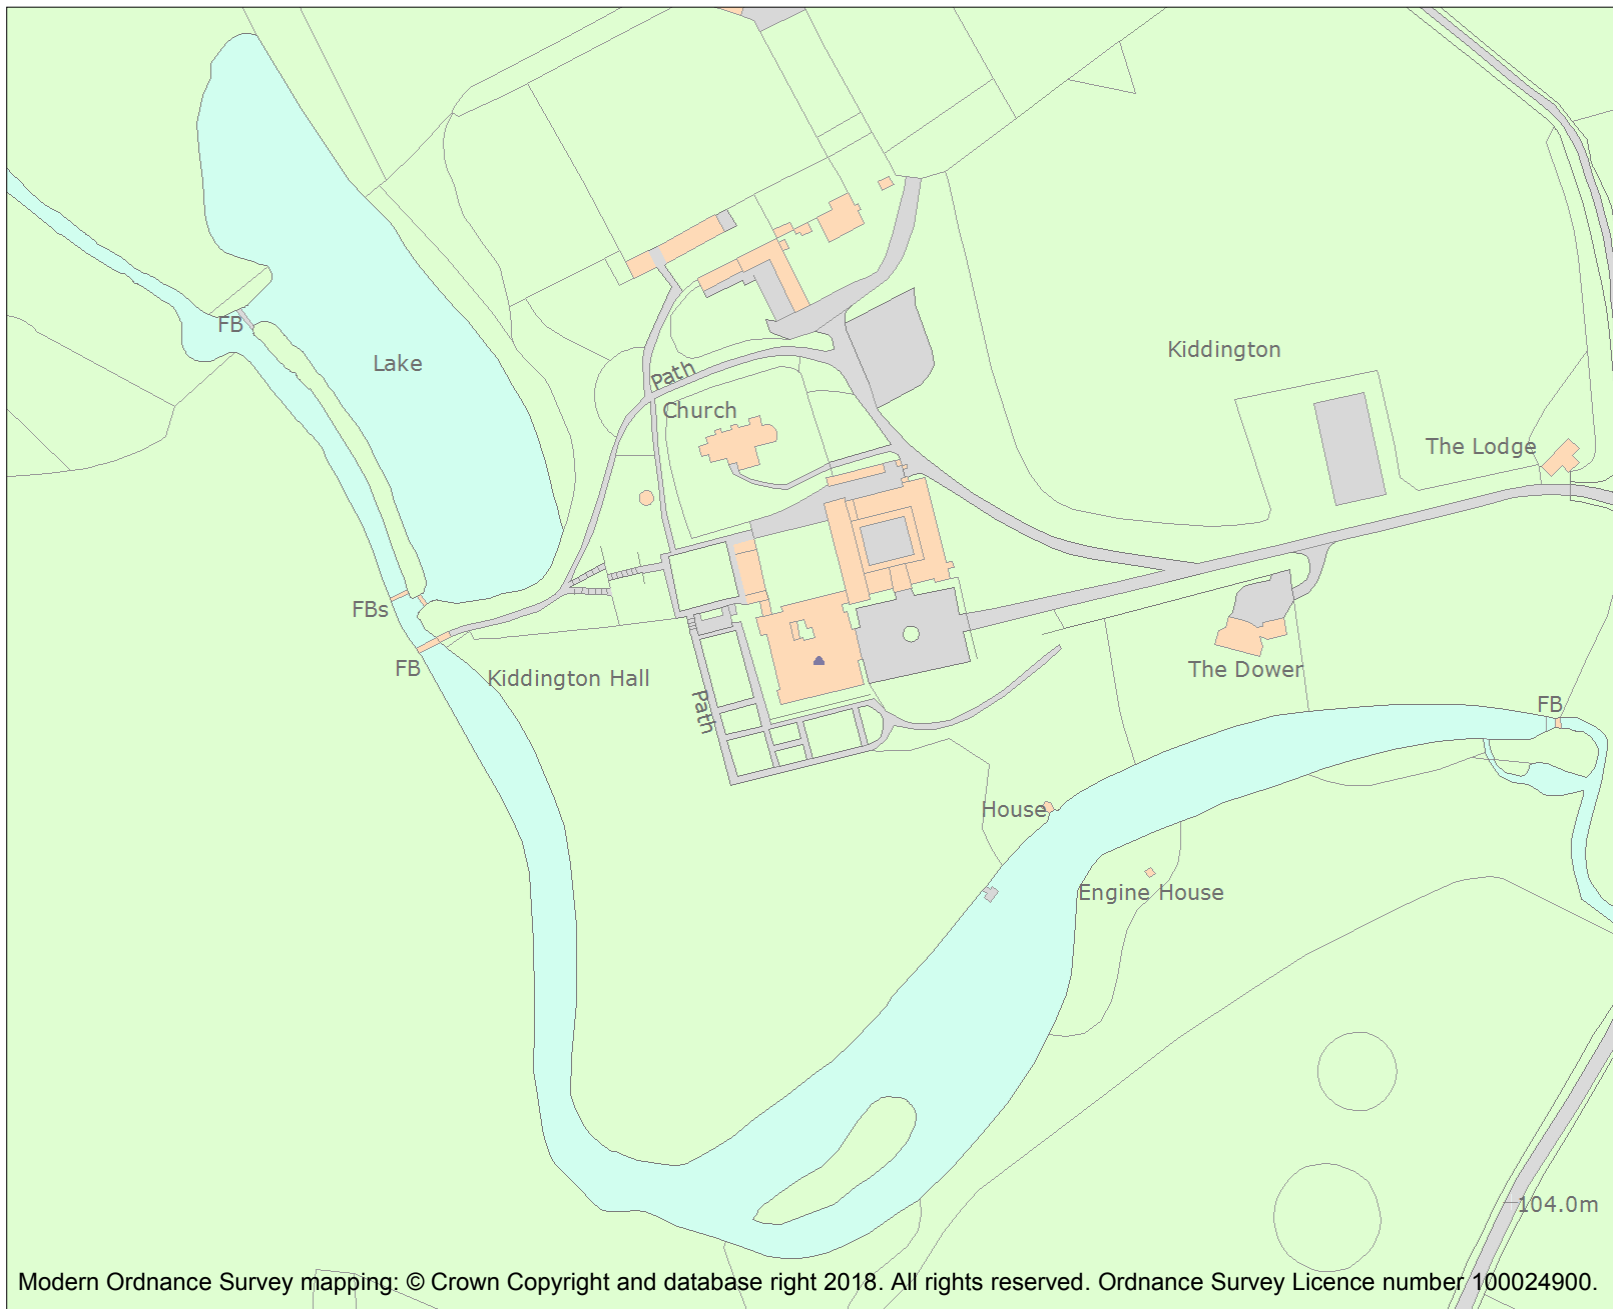 FB
Kiddington
Lake
Path
Church
The Lodge
FBs
FB
The Dower
Kiddington Hall
Path
FB
House
Engine House
104.0m
Modern Ordnance Survey mapping: © Crown Copyright and database right 2018. All rights reserved. Ordnance Survey Licence number 100024900.